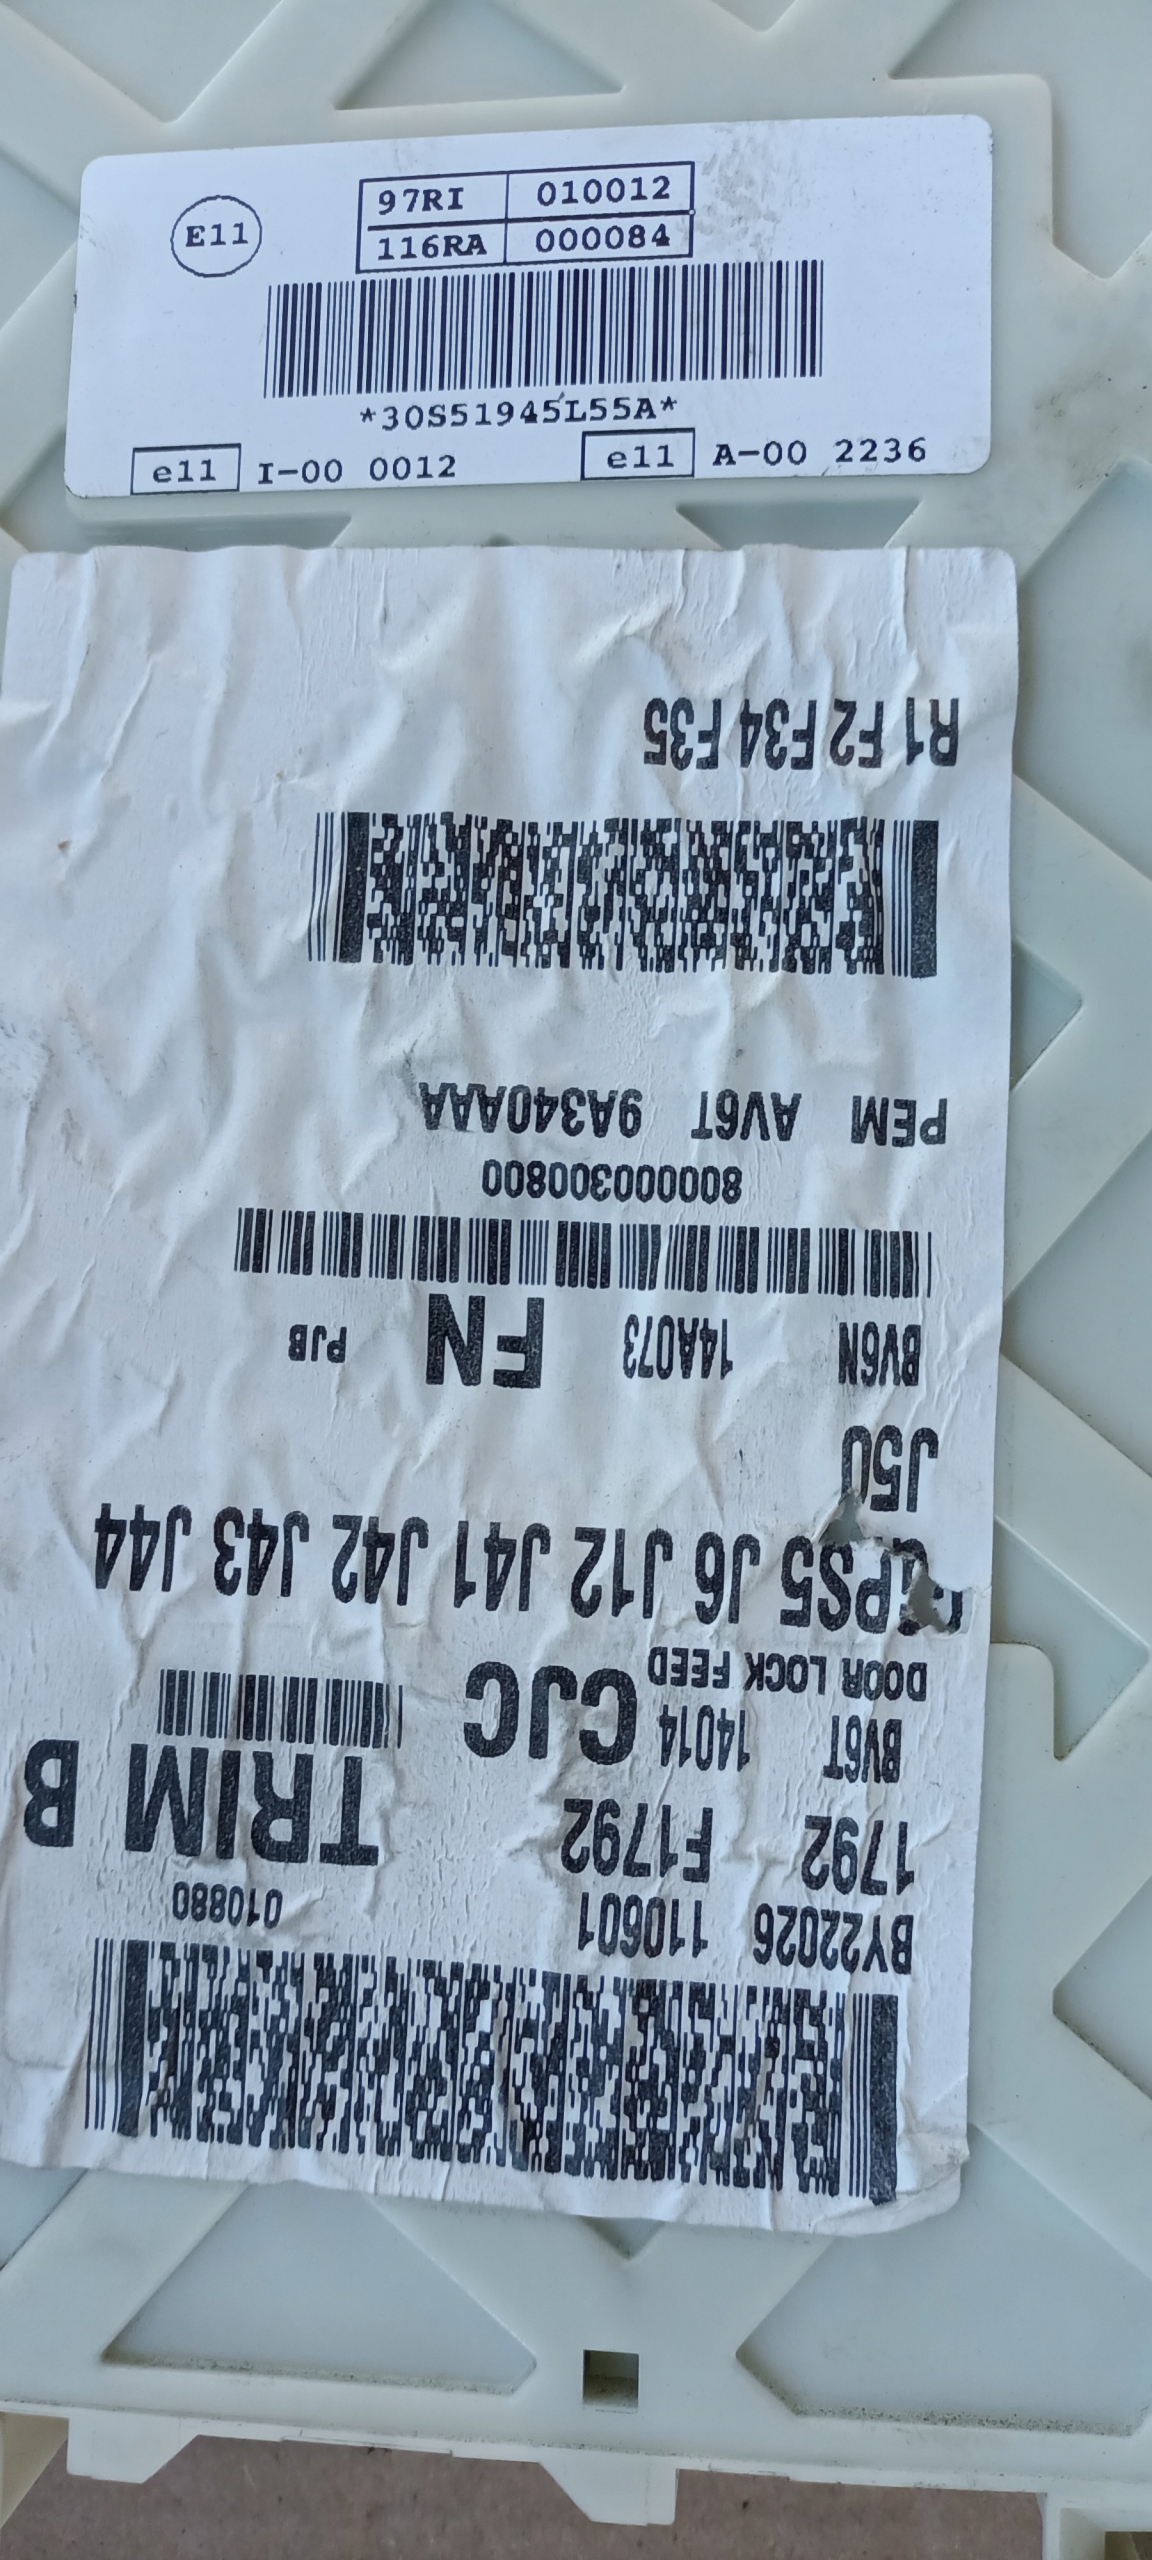 E11
97RI 010012
116RA 000084
*30S51945L55A*
e11 I-00 0012 e11 A-00 2236
BY22026 110601 010880
1792 F1792 TRIM B
BV6T 14014 CJC
DOOR LOCK FEED
J6 J12 J41 J42 J43 J44
J50
BV6N 14A073 FN PJB
800000300800
PEM AV6T 9A340AAA
R1 F2 F34 F35